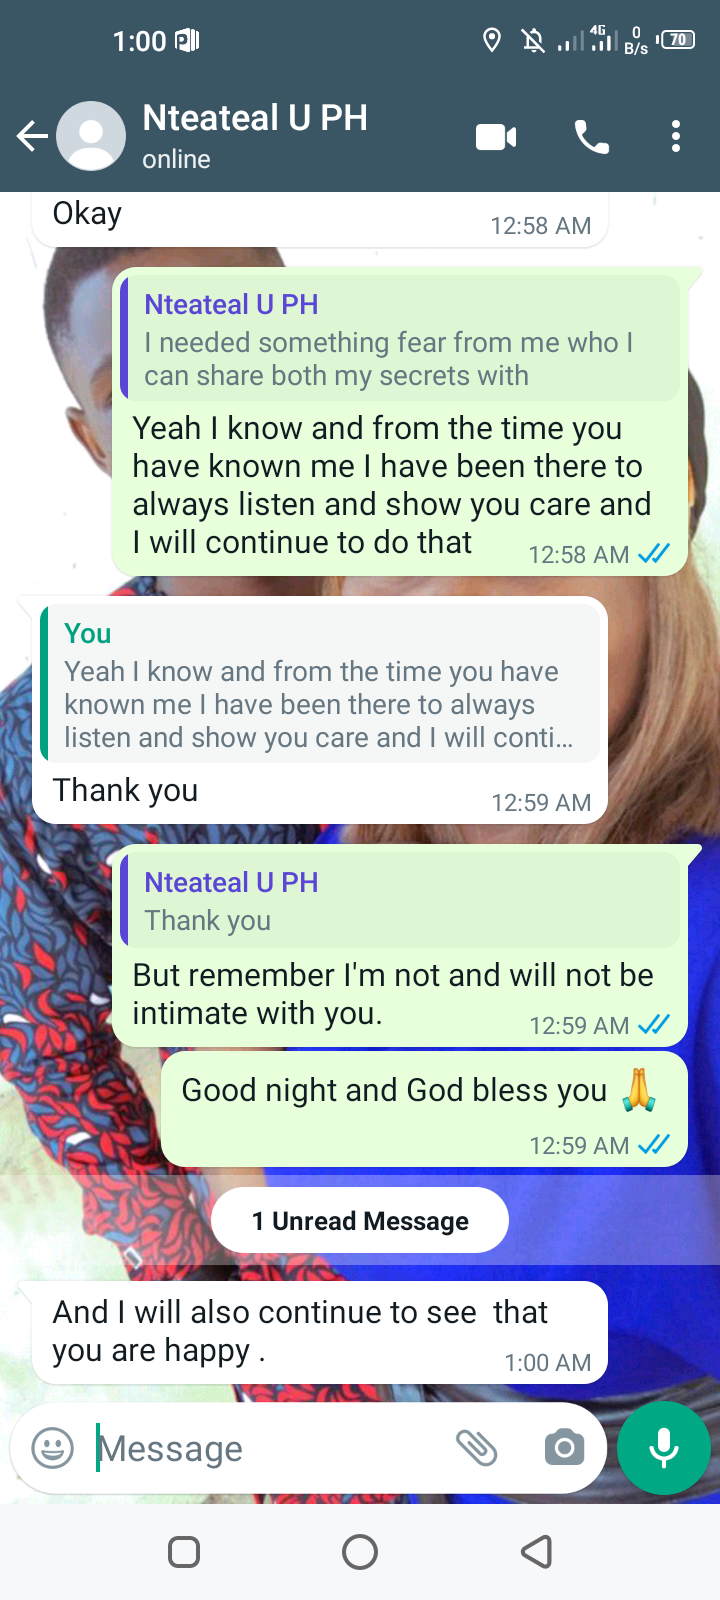 1:00
4G
0
B/s
70
Nteateal U PH
online
Okay
12:58 AM
Nteateal U PH
I needed something fear from me who I
can share both my secrets with
Yeah I know and from the time you
have known me I have been there to
always listen and show you care and
I will continue to do that
12:58 AM
You
Yeah I know and from the time you have
known me I have been there to always
listen and show you care and I will conti...
Thank you
12:59 AM
Nteateal U PH
Thank you
But remember I'm not and will not be
intimate with you.
12:59 AM
Good night and God bless you 🙏
12:59 AM
1 Unread Message
And I will also continue to see  that
you are happy .
1:00 AM
Message